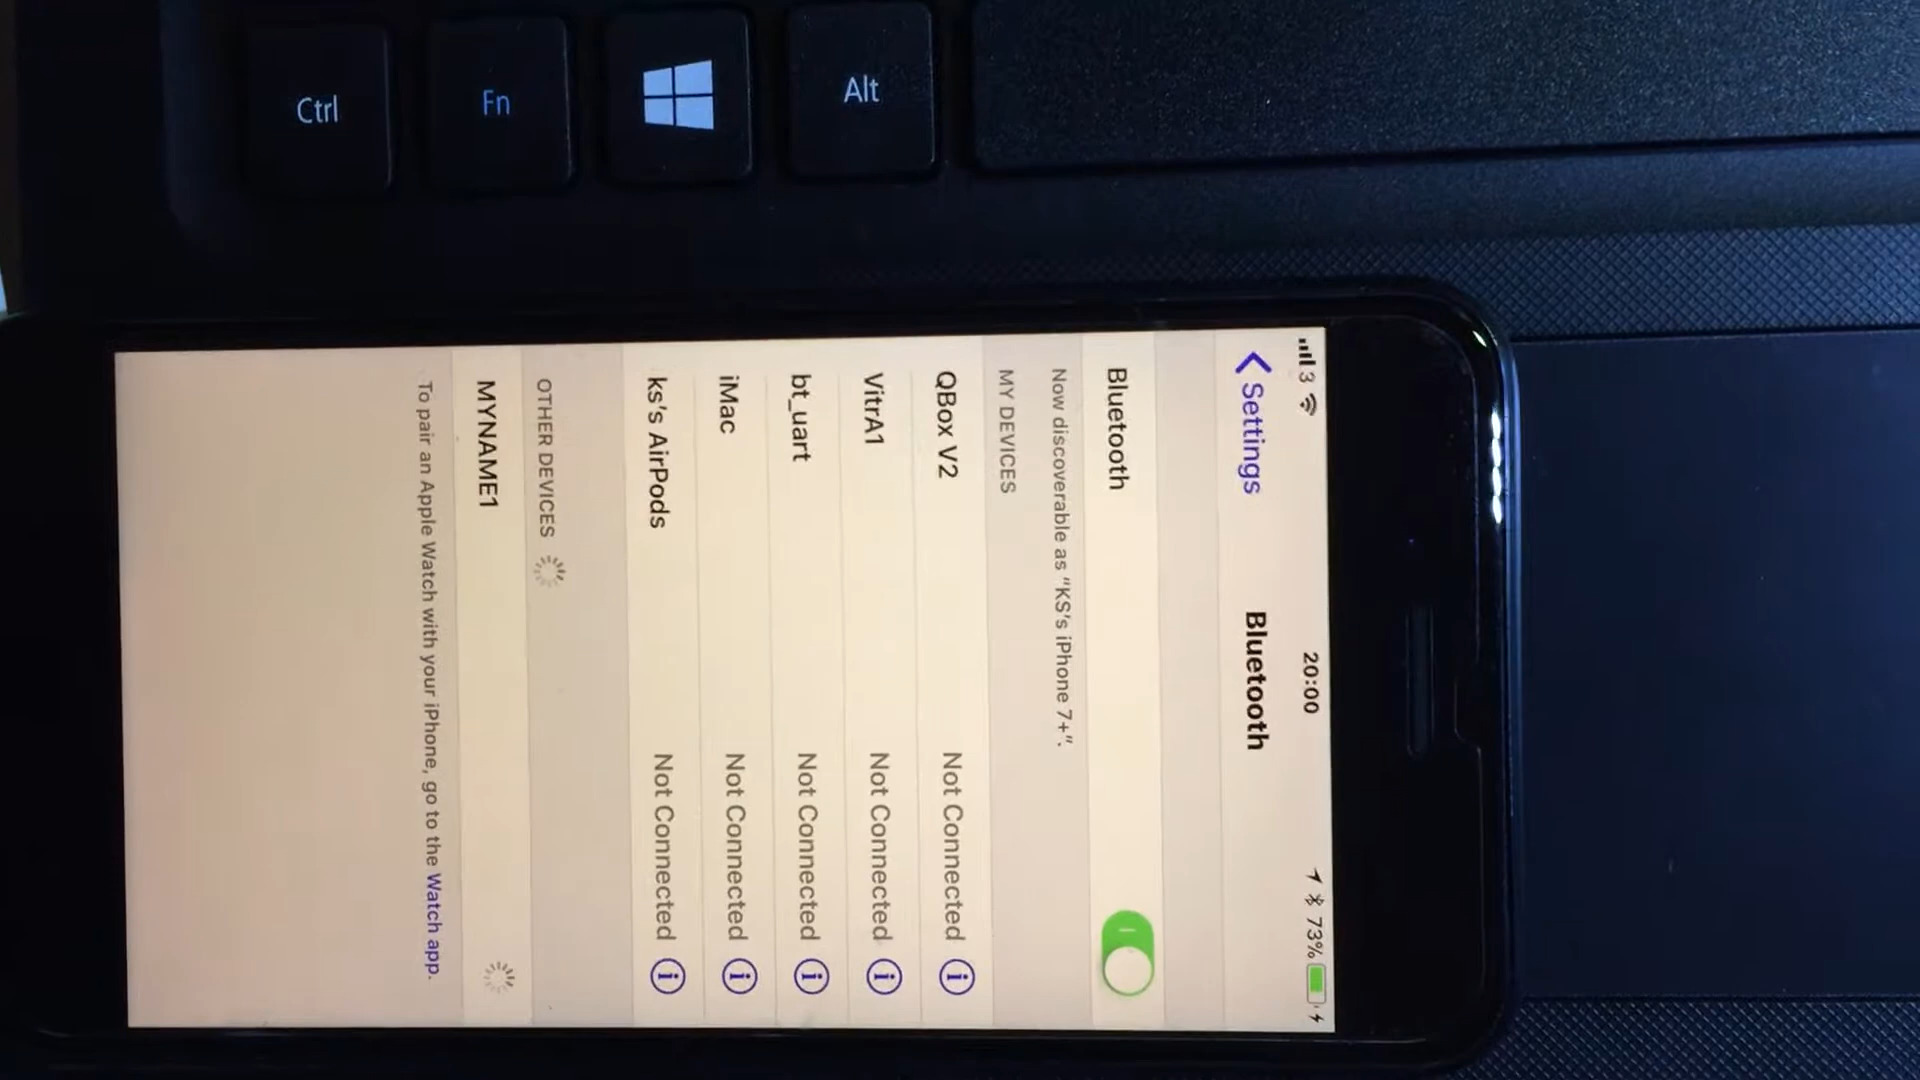 Ctrl
Fn
Alt
3
20:00
73%
Settings
Bluetooth
Bluetooth
Now discoverable as "KS's iPhone 7+".
MY DEVICES
QBox V2 Not Connected
VitrA1 Not Connected
bt_uart Not Connected
iMac Not Connected
ks's AirPods Not Connected
OTHER DEVICES
MYNAME1
To pair an Apple Watch with your iPhone, go to the Watch app.